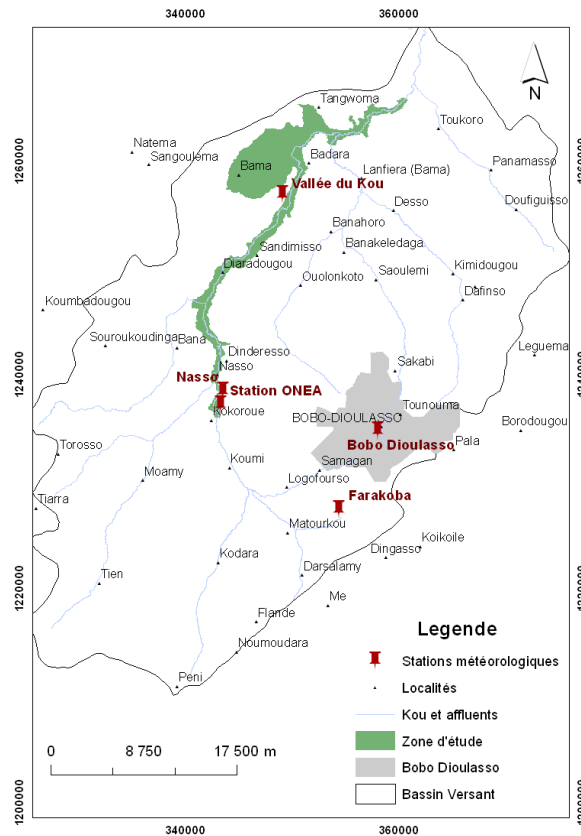 340000 360000
N
Tangwoma
Toukoro
Natema
Sangoulema
Badara
Bama
Lanfiera (Bama)
Panamasso
1260000
1260000
Vallée du Kou
Desso
Doufiguisso
Banahoro
Sandimisso
Banakeledaga
Diaradougou
Ouolonkoto
Saoulemi
Kimidougou
Dafinso
Koumbadougou
Souroukoudinga
Bana
Dinderesso
Leguema
Nasso
Sakabi
1240000
1240000
Nasso
Station ONEA
Kokoroue
BOBO-DIOULASSO
Tounouma
Borodougou
Bobo Dioulasso
Pala
Torosso
Koumi
Samagan
Moamy
Logofourso
Tiarra
Farakoba
Matourkou
Koikoile
Kodara
Dingasso
Darsalamy
Tien
1220000
1220000
Me
Flande
Noumoudara
Peni
Legende
Stations météorologiques
Localités
Kou et affluents
Zone d'étude
Bobo Dioulasso
Bassin Versant
0 8 750 17 500 m
1200000
1200000
340000 360000